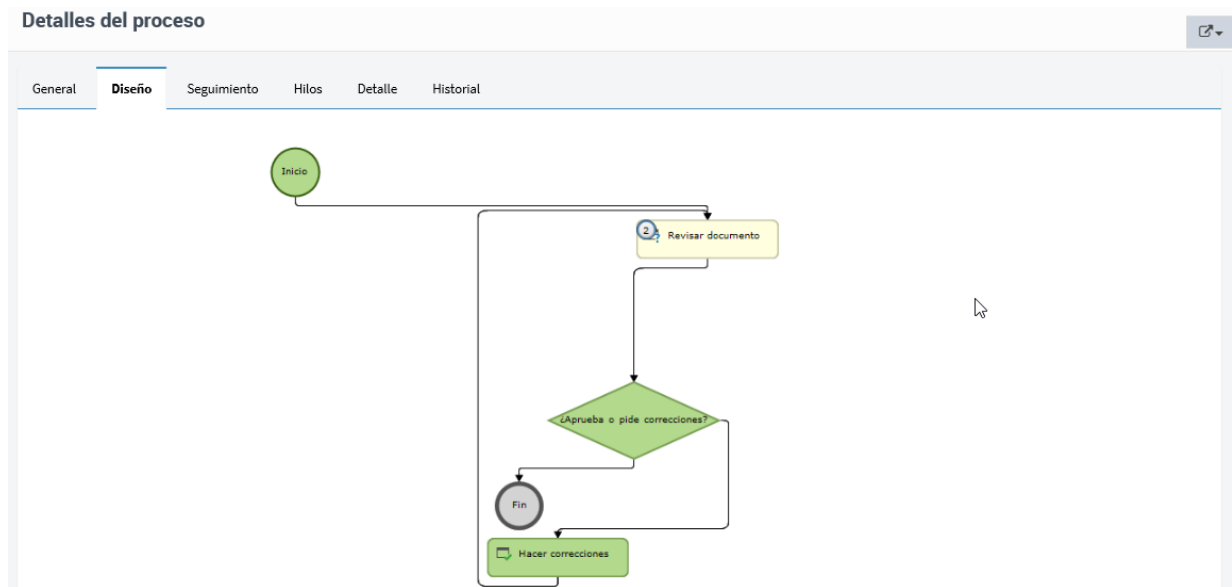 Detalles del proceso
General Diseño Seguimiento Hilos Detalle Historial
Inicio
2 ? Revisar documento
¿Aprueba o pide correcciones?
Fin
Hacer correcciones